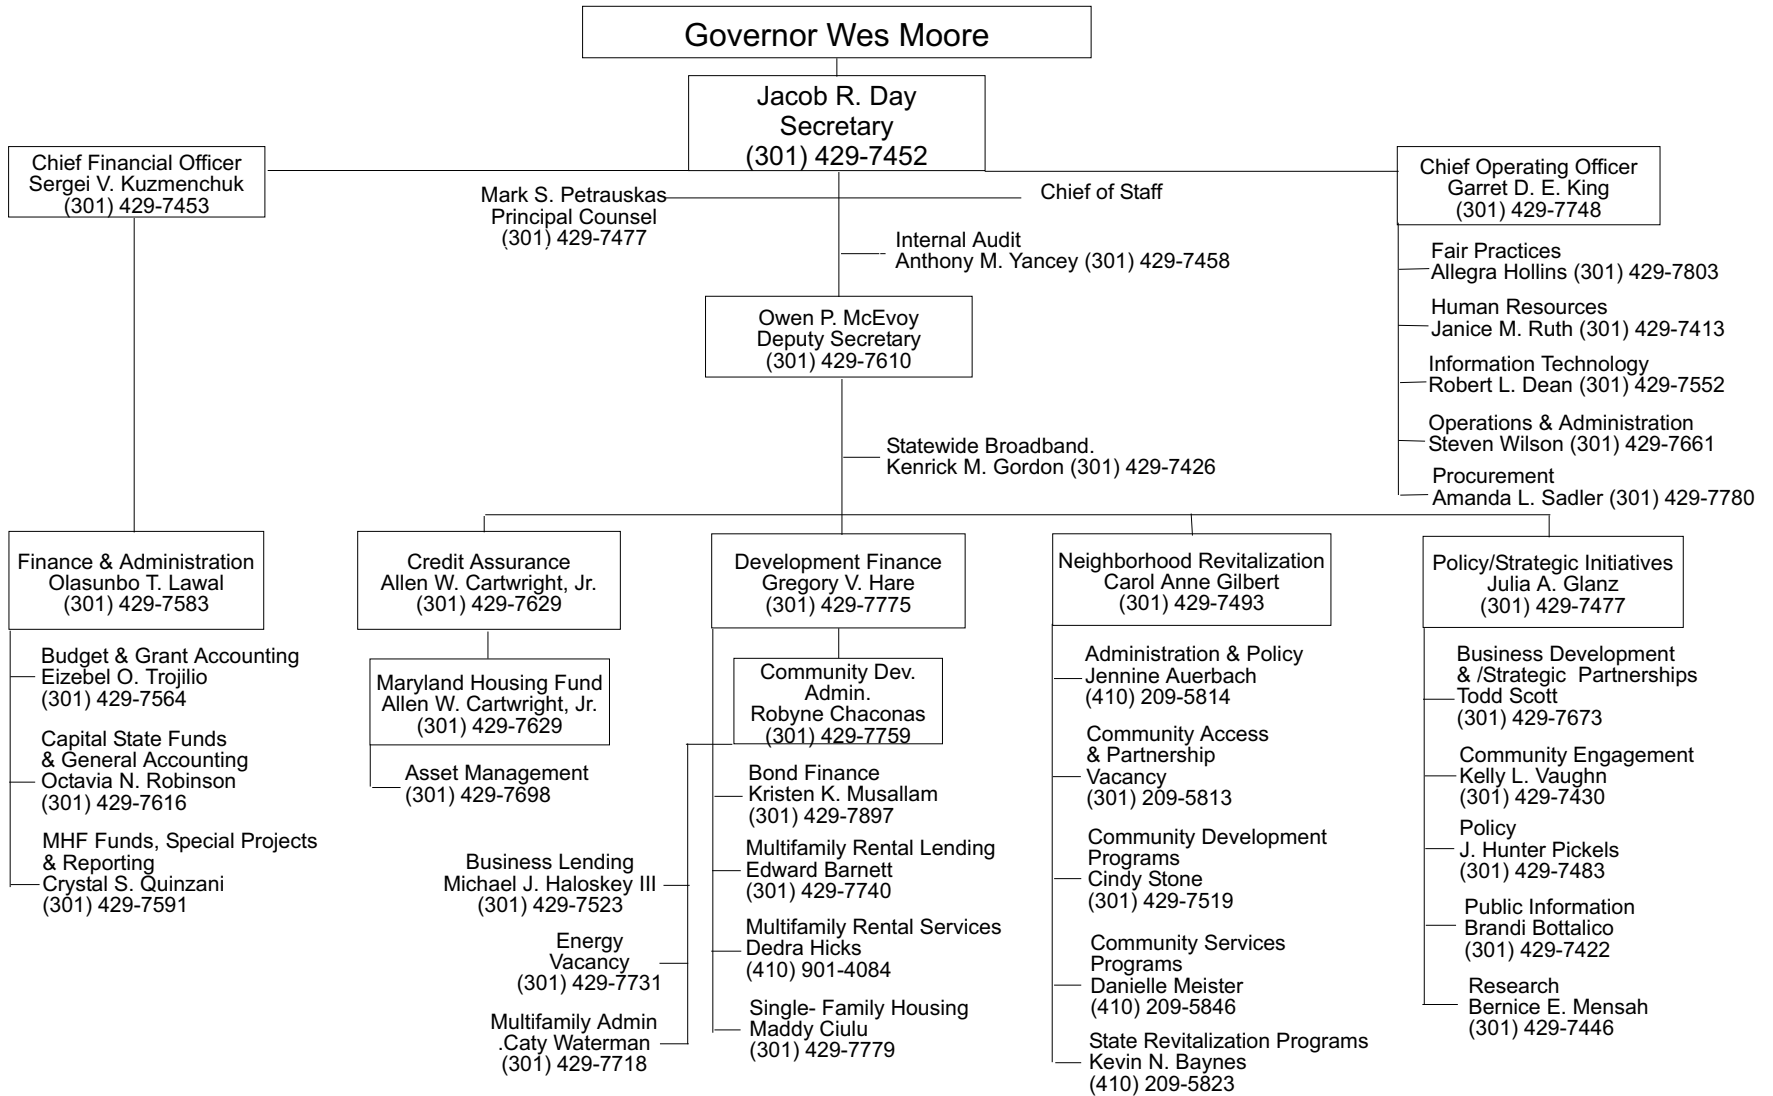 Governor Wes Moore
Jacob R. Day
Secretary
(301) 429-7452
Chief Financial Officer
Sergei V. Kuzmenchuk
(301) 429-7453
Mark S. Petrauskas
Principal Counsel
(301) 429-7477
Chief of Staff
Internal Audit
Anthony M. Yancey (301) 429-7458
Chief Operating Officer
Garret D. E. King
(301) 429-7748
Fair Practices
Allegra Hollins (301) 429-7803
Human Resources
Janice M. Ruth (301) 429-7413
Information Technology
Robert L. Dean (301) 429-7552
Operations & Administration
Steven Wilson (301) 429-7661
Procurement
Amanda L. Sadler (301) 429-7780
Owen P. McEvoy
Deputy Secretary
(301) 429-7610
Statewide Broadband.
Kenrick M. Gordon (301) 429-7426
Finance & Administration
Olasunbo T. Lawal
(301) 429-7583
Budget & Grant Accounting
Eizebel O. Trojilio
(301) 429-7564
Capital State Funds
& General Accounting
Octavia N. Robinson
(301) 429-7616
MHF Funds, Special Projects
& Reporting
Crystal S. Quinzani
(301) 429-7591
Credit Assurance
Allen W. Cartwright, Jr.
(301) 429-7629
Maryland Housing Fund
Allen W. Cartwright, Jr.
(301) 429-7629
Asset Management
(301) 429-7698
Development Finance
Gregory V. Hare
(301) 429-7775
Community Dev.
Admin.
Robyne Chaconas
(301) 429-7759
Business Lending
Michael J. Haloskey III
(301) 429-7523
Energy
Vacancy
(301) 429-7731
Multifamily Admin
.Caty Waterman
(301) 429-7718
Bond Finance
Kristen K. Musallam
(301) 429-7897
Multifamily Rental Lending
Edward Barnett
(301) 429-7740
Multifamily Rental Services
Dedra Hicks
(410) 901-4084
Single- Family Housing
Maddy Ciulu
(301) 429-7779
Neighborhood Revitalization
Carol Anne Gilbert
(301) 429-7493
Administration & Policy
Jennine Auerbach
(410) 209-5814
Community Access
& Partnership
Vacancy
(301) 209-5813
Community Development
Programs
Cindy Stone
(301) 429-7519
Community Services
Programs
Danielle Meister
(410) 209-5846
State Revitalization Programs
Kevin N. Baynes
(410) 209-5823
Policy/Strategic Initiatives
Julia A. Glanz
(301) 429-7477
Business Development
& /Strategic Partnerships
Todd Scott
(301) 429-7673
Community Engagement
Kelly L. Vaughn
(301) 429-7430
Policy
J. Hunter Pickels
(301) 429-7483
Public Information
Brandi Bottalico
(301) 429-7422
Research
Bernice E. Mensah
(301) 429-7446